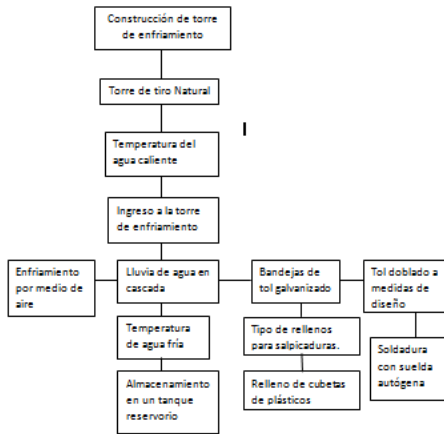 Construcción de torre
de enfriamiento
Torre de tiro Natural
Temperatura del
agua caliente
Ingreso a la torre
de enfriamiento
Enfriamiento
por medio de
aire
Lluvia de agua en
cascada
Bandejas de
tol galvanizado
Tol doblado a
medidas de
diseño
Temperatura
de agua fría
Tipo de rellenos
para salpicaduras.
Soldadura
con suelda
autógena
Almacenamiento
en un tanque
reservorio
Relleno de cubetas
de plásticos